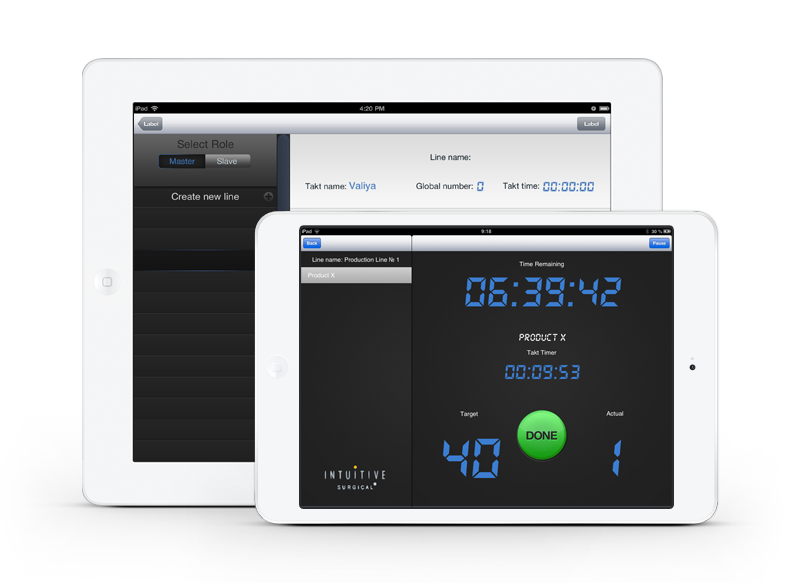 iPad 4:20 PM
Label Label
Select Role
Master Slave
Create new line
Line name:
Takt name: Valiya Global number: 0 Takt time: 00:00:00
iPad 9:18 30 %
Back Pause
Line name: Production Line № 1
Product X
Time Remaining
06:39:42
PRODUCT X
Takt Timer
00:09:53
Target Actual
40 DONE 1
INTUITIVE
SURGICAL